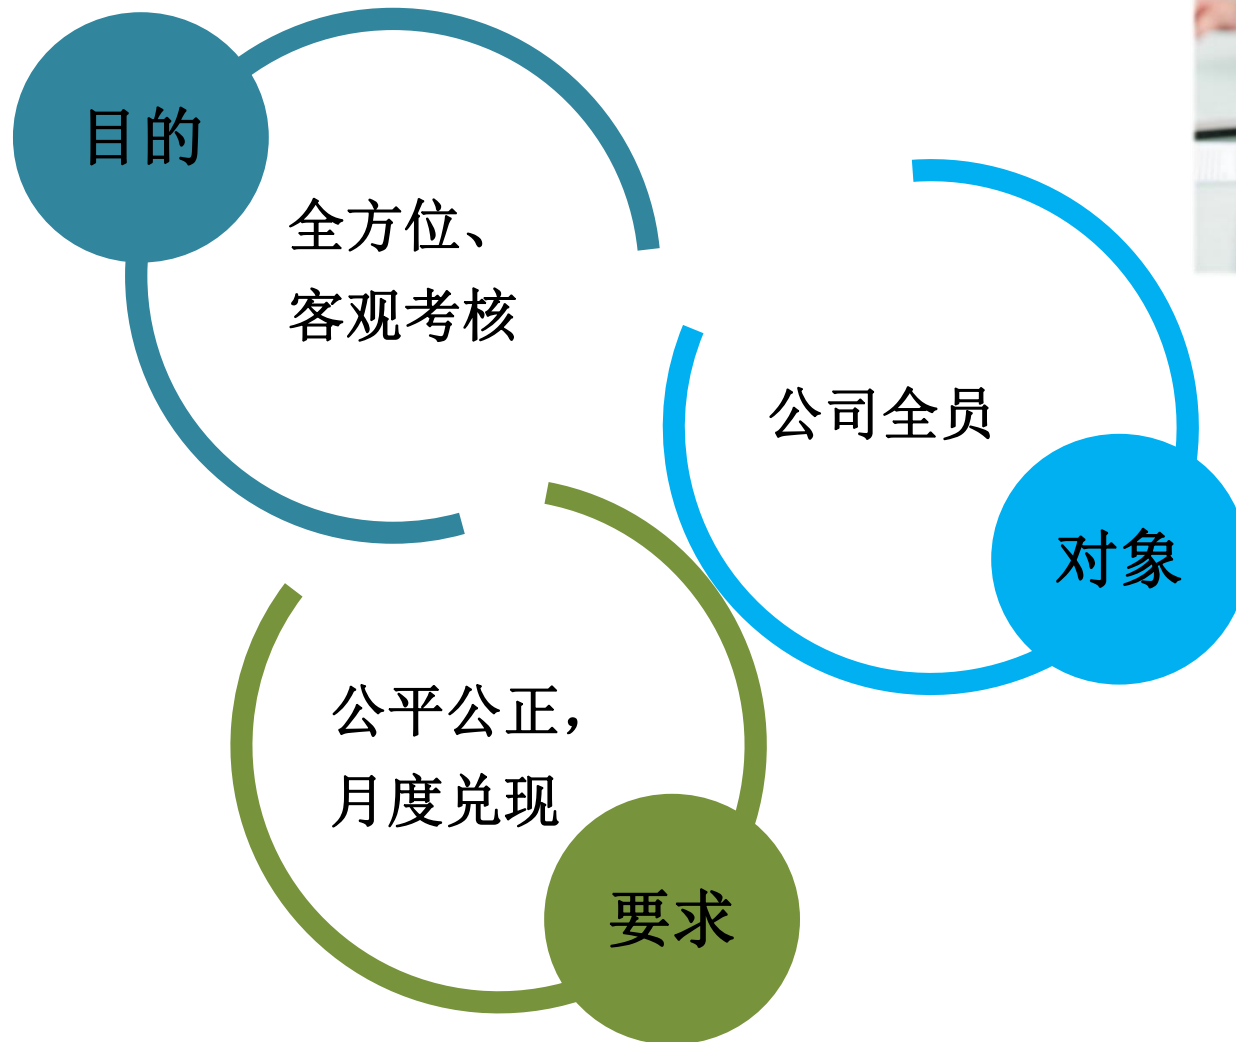 目的
全方位、
客观考核
公司全员
对象
公平公正，
月度兑现
要求